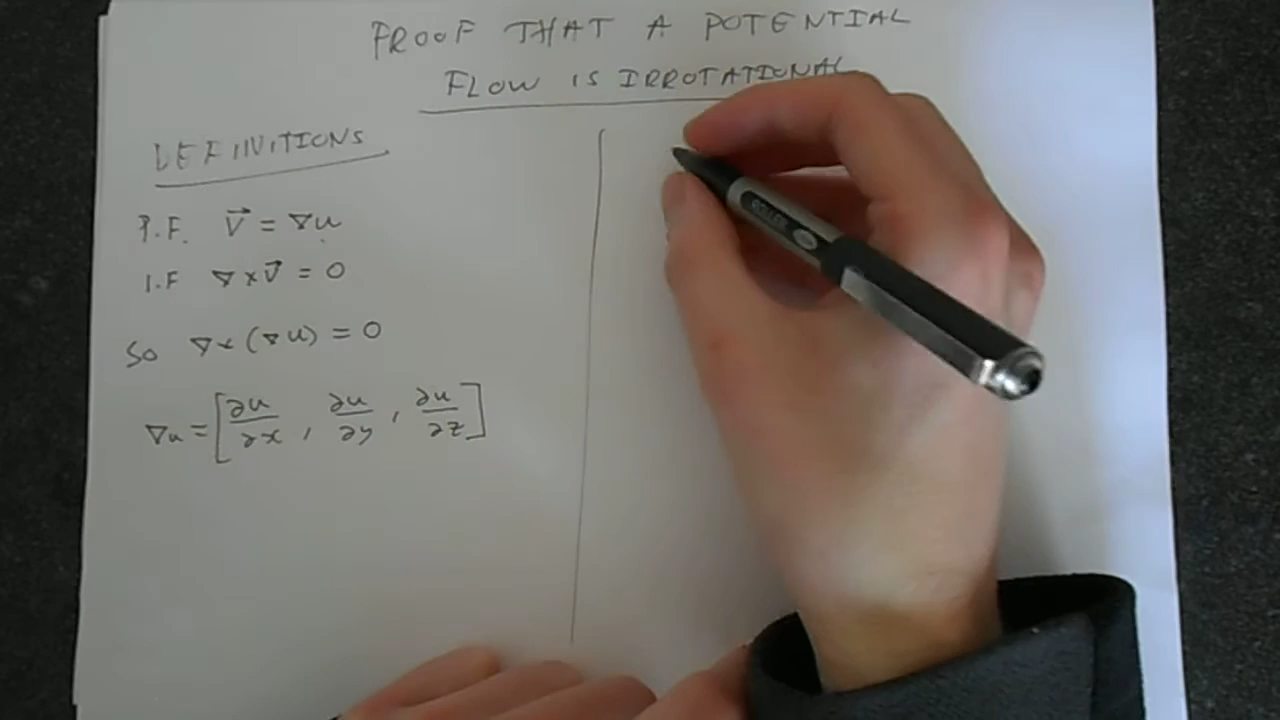 PROOF THAT A POTENTIAL
FLOW IS IRROTATIONAL
DEFINITIONS
P.F. V⃗ = ∇u
I.F ∇×V⃗ = 0
So ∇×(∇u) = 0
∇u = [∂u/∂x, ∂u/∂y, ∂u/∂z]